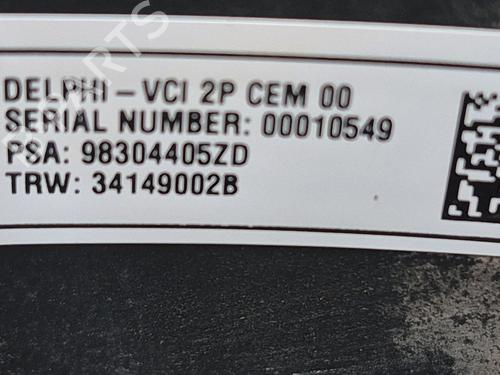 DELPHI – VCI 2P CEM 00
SERIAL NUMBER: 00010549
PSA: 98304405ZD
TRW: 34149002B